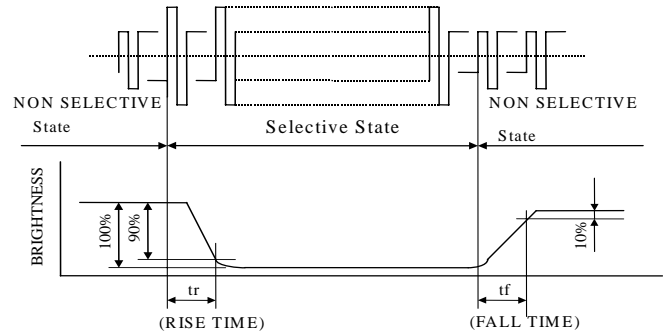 NON SELECTIVE
NON SELECTIVE
State
Selective State
State
BRIGHTNESS
100%
90%
10%
tr
tf
(RISE TIME)
(FALL TIME)